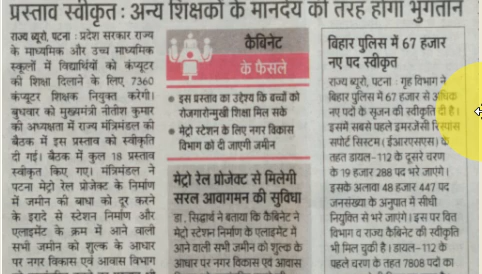 प्रस्ताव स्वीकृत : अन्य शिक्षकों के मानदेय की तरह होगा भुगतान
राज्य ब्यूरो, पटना : प्रदेश सरकार राज्य
के माध्यमिक और उच्च माध्यमिक
स्कूलों में विद्यार्थियों को कंप्यूटर
की शिक्षा दिलाने के लिए 7360
कंप्यूटर शिक्षक नियुक्त करेगी।
बुधवार को मुख्यमंत्री नीतीश कुमार
की अध्यक्षता में राज्य मंत्रिमंडल की
बैठक में इस प्रस्ताव को स्वीकृति
दी गई। बैठक में कुल 18 प्रस्ताव
स्वीकृत किए गए। मंत्रिमंडल ने
पटना मेट्रो रेल प्रोजेक्ट के निर्माण
में जमीन की बाधा को दूर करने
के इरादे से स्टेशन निर्माण और
एलाइमेंट के क्रम में आने वाली
सभी जमीन को शुल्क के आधार
पर नगर विकास एवं आवास विभाग
कैबिनेट
के फैसले
इस प्रस्ताव का उद्देश्य कि बच्चों को
रोजगारोन्मुखी शिक्षा मिल सके
मेट्रो स्टेशन के लिए नगर विकास
विभाग को दी जाएगी जमीन
मेट्रो रेल प्रोजेक्ट से मिलेगी
सरल आवागमन की सुविधा
डा. सिद्धार्थ ने बताया कि कैबिनेट ने
मेट्रो स्टेशन निर्माण के एलाइमेंट में
आने वाली सभी जमीन को शुल्क के
आधार पर नगर विकास एवं आवास
बिहार पुलिस में 67 हजार
नए पद स्वीकृत
राज्य ब्यूरो, पटना : गृह विभाग ने
बिहार पुलिस में 67 हजार से अधिक
नए पदों के सृजन की स्वीकृति दी है।
इसमें सबसे पहले इमरजेंसी रिस्पांस
सपोर्ट सिस्टम। ईआरएसएस) के
तहत डायल-112 के दूसरे चरण
के 19 हजार 288 पद भरे जाएंगे।
इसके अलावा 48 हजार 447 पद
जनसंख्या के अनुपात में सीधी
नियुक्ति से भरे जाएंगे। इस पर वित्त
विभाग व राज्य कैबिनेट की स्वीकृति
भी मिल चुकी है। डायल-112 के
पहले चरण के तहत 7808 पदों का